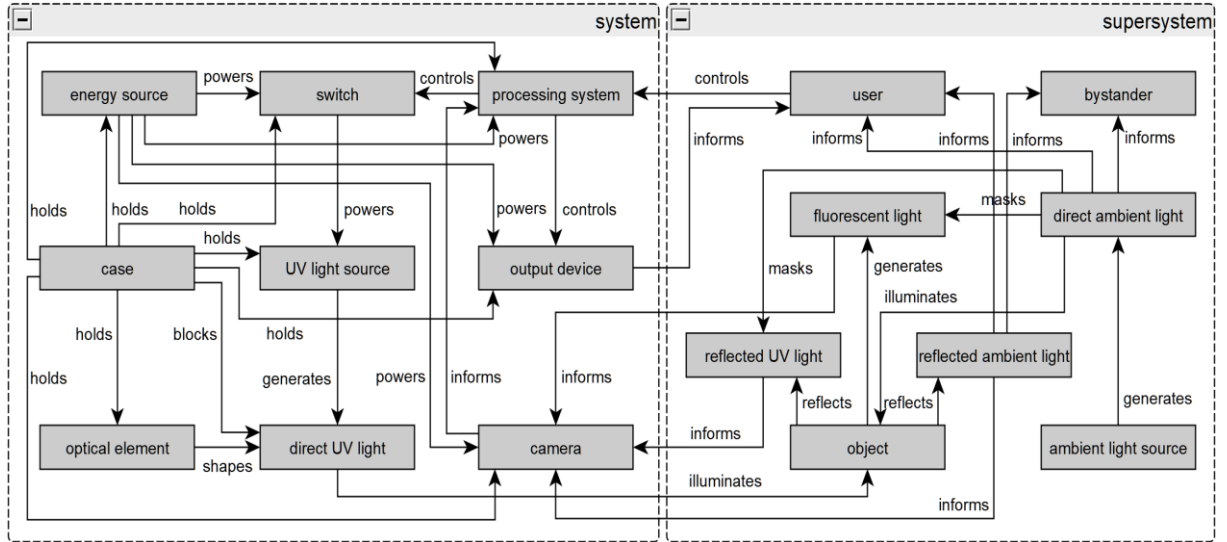 system
supersystem
energy source
powers
switch
controls
processing system
controls
user
bystander
powers
informs
informs
informs
informs
informs
holds
holds
holds
holds
powers
powers
controls
masks
fluorescent light
direct ambient light
case
UV light source
output device
masks
generates
illuminates
holds
blocks
holds
reflected UV light
reflected ambient light
holds
generates
powers
informs
informs
reflects
reflects
generates
optical element
shapes
direct UV light
camera
informs
object
ambient light source
illuminates
informs